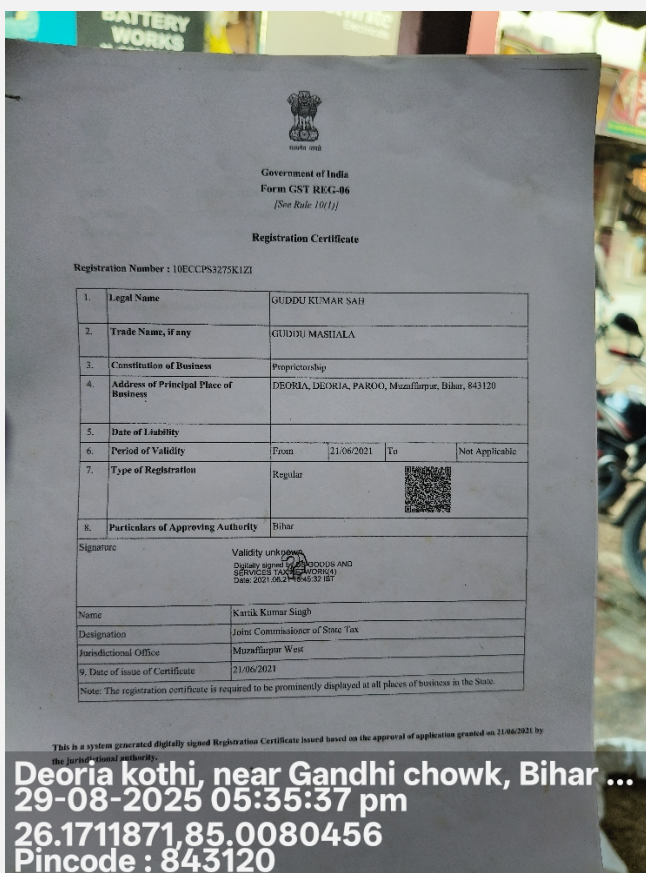 BATTERY
WORKS
Government of India
Form GST REG-06
[See Rule 10(1)]
Registration Certificate
Registration Number : 10ECCPS3275K1ZI
1. Legal Name GUDDU KUMAR SAH
2. Trade Name, if any GUDDU MASHALA
3. Constitution of Business Proprietorship
4. Address of Principal Place of Business DEORIA, DEORIA, PAROO, Muzaffarpur, Bihar, 843120
5. Date of Liability
6. Period of Validity From 21/06/2021 To Not Applicable
7. Type of Registration Regular
8. Particulars of Approving Authority Bihar
Signature
Validity unknown
Digitally signed by DS GOODS AND
SERVICES TAX NETWORK(4)
Date: 2021.06.21 18:45:32 IST
Name Kartik Kumar Singh
Designation Joint Commissioner of State Tax
Jurisdictional Office Muzaffarpur West
9. Date of issue of Certificate 21/06/2021
Note: The registration certificate is required to be prominently displayed at all places of business in the State.
This is a system generated digitally signed Registration Certificate issued based on the approval of application granted on 21/06/2021 by
the jurisdictional authority.
Deoria kothi, near Gandhi chowk, Bihar ...
29-08-2025 05:35:37 pm
26.1711871,85.0080456
Pincode : 843120